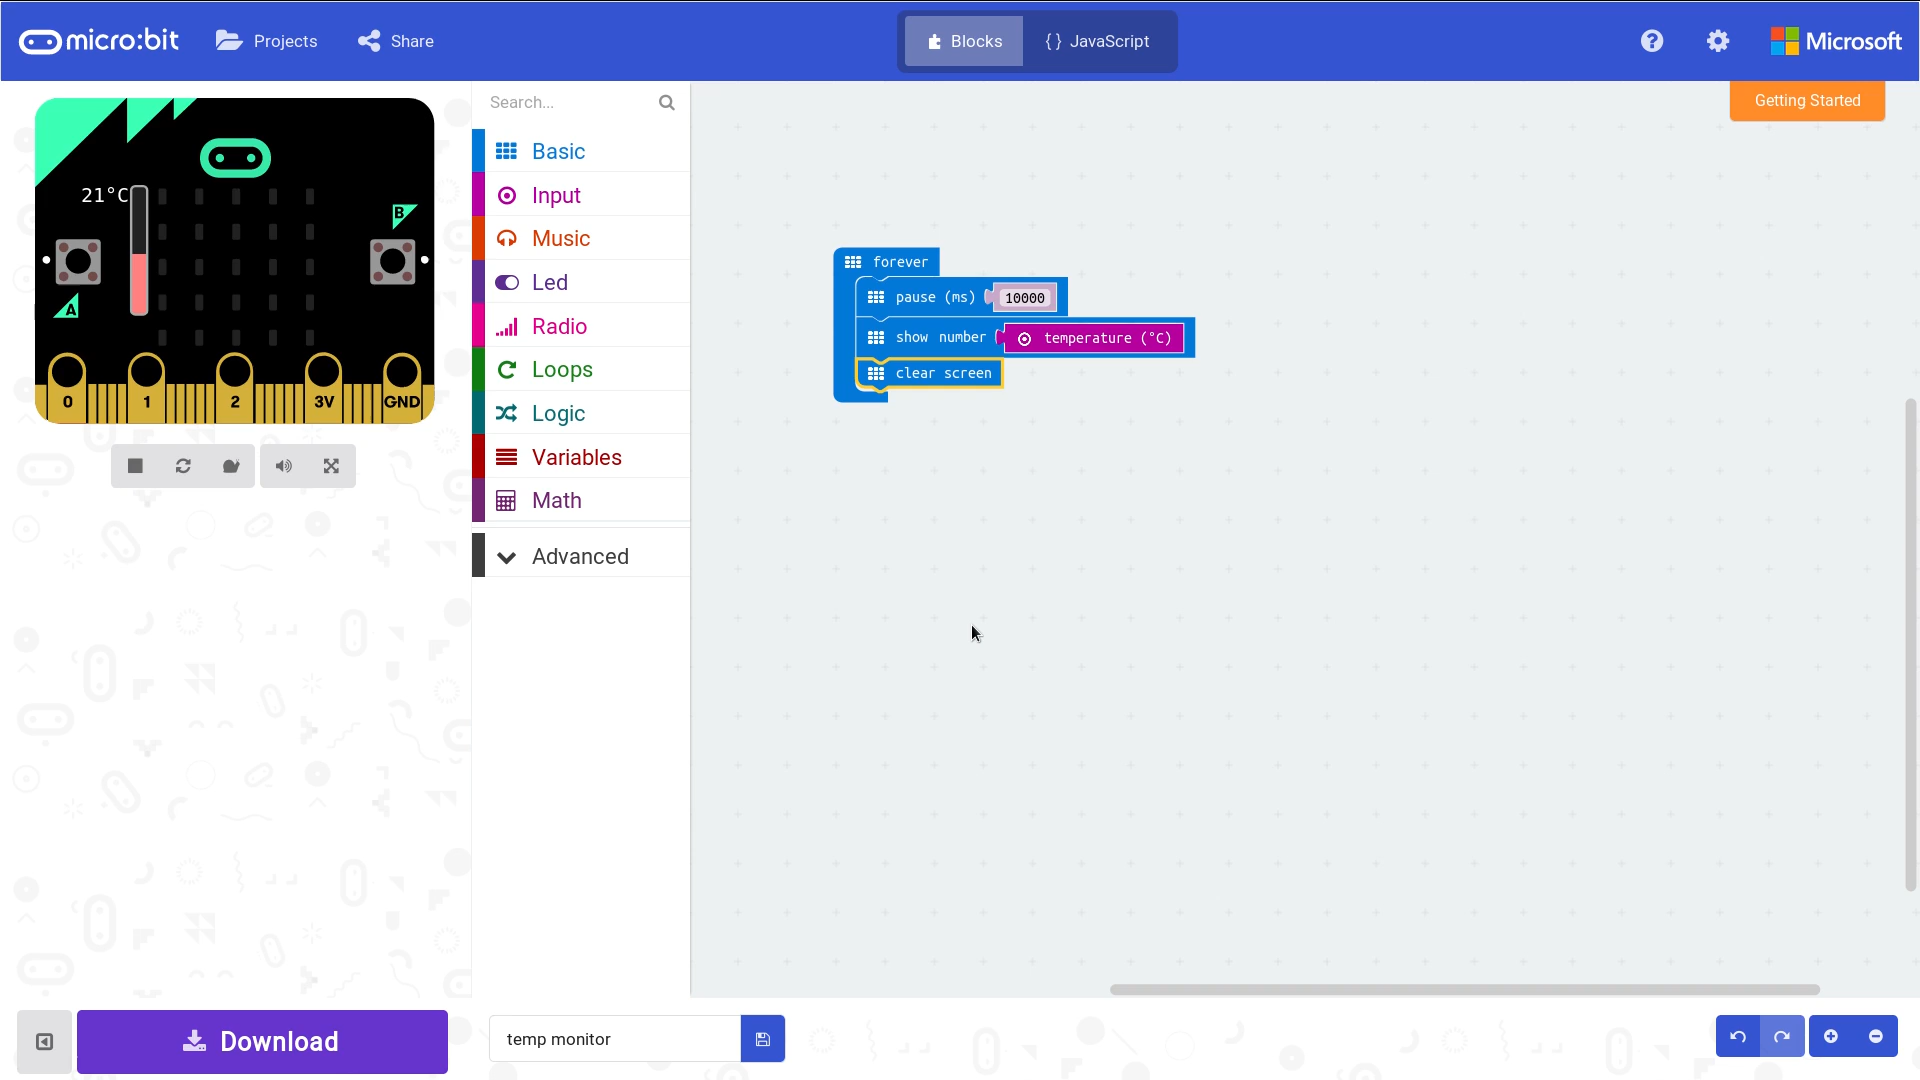 micro:bit
Projects
Share
Blocks
{ } JavaScript
?
Microsoft
Getting Started
Search...
Basic
Input
Music
Led
Radio
Loops
Logic
Variables
Math
Advanced
21°C
B
A
0 1 2 3V GND
forever
pause (ms) 10000
show number temperature (°C)
clear screen
Download
temp monitor